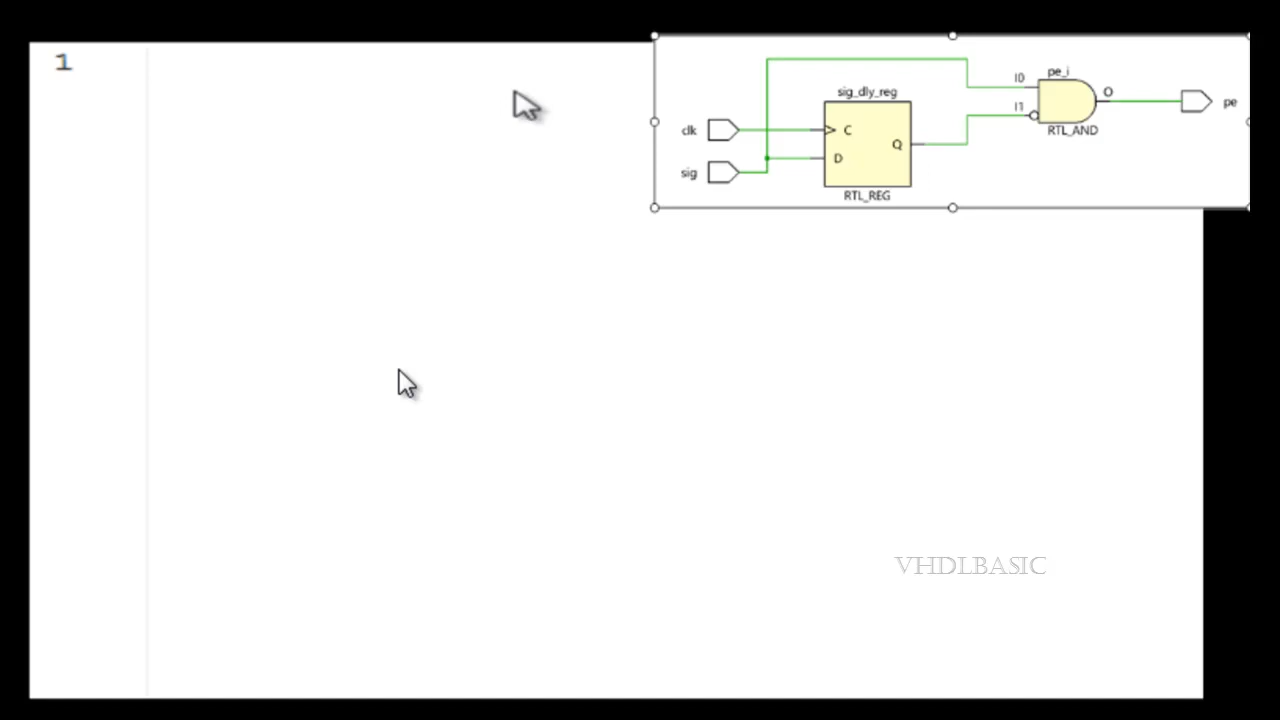 1
pe_i
I0
O
sig_dly_reg
I1
pe
clk
C
RTL_AND
Q
D
sig
RTL_REG
VHDLBASIC